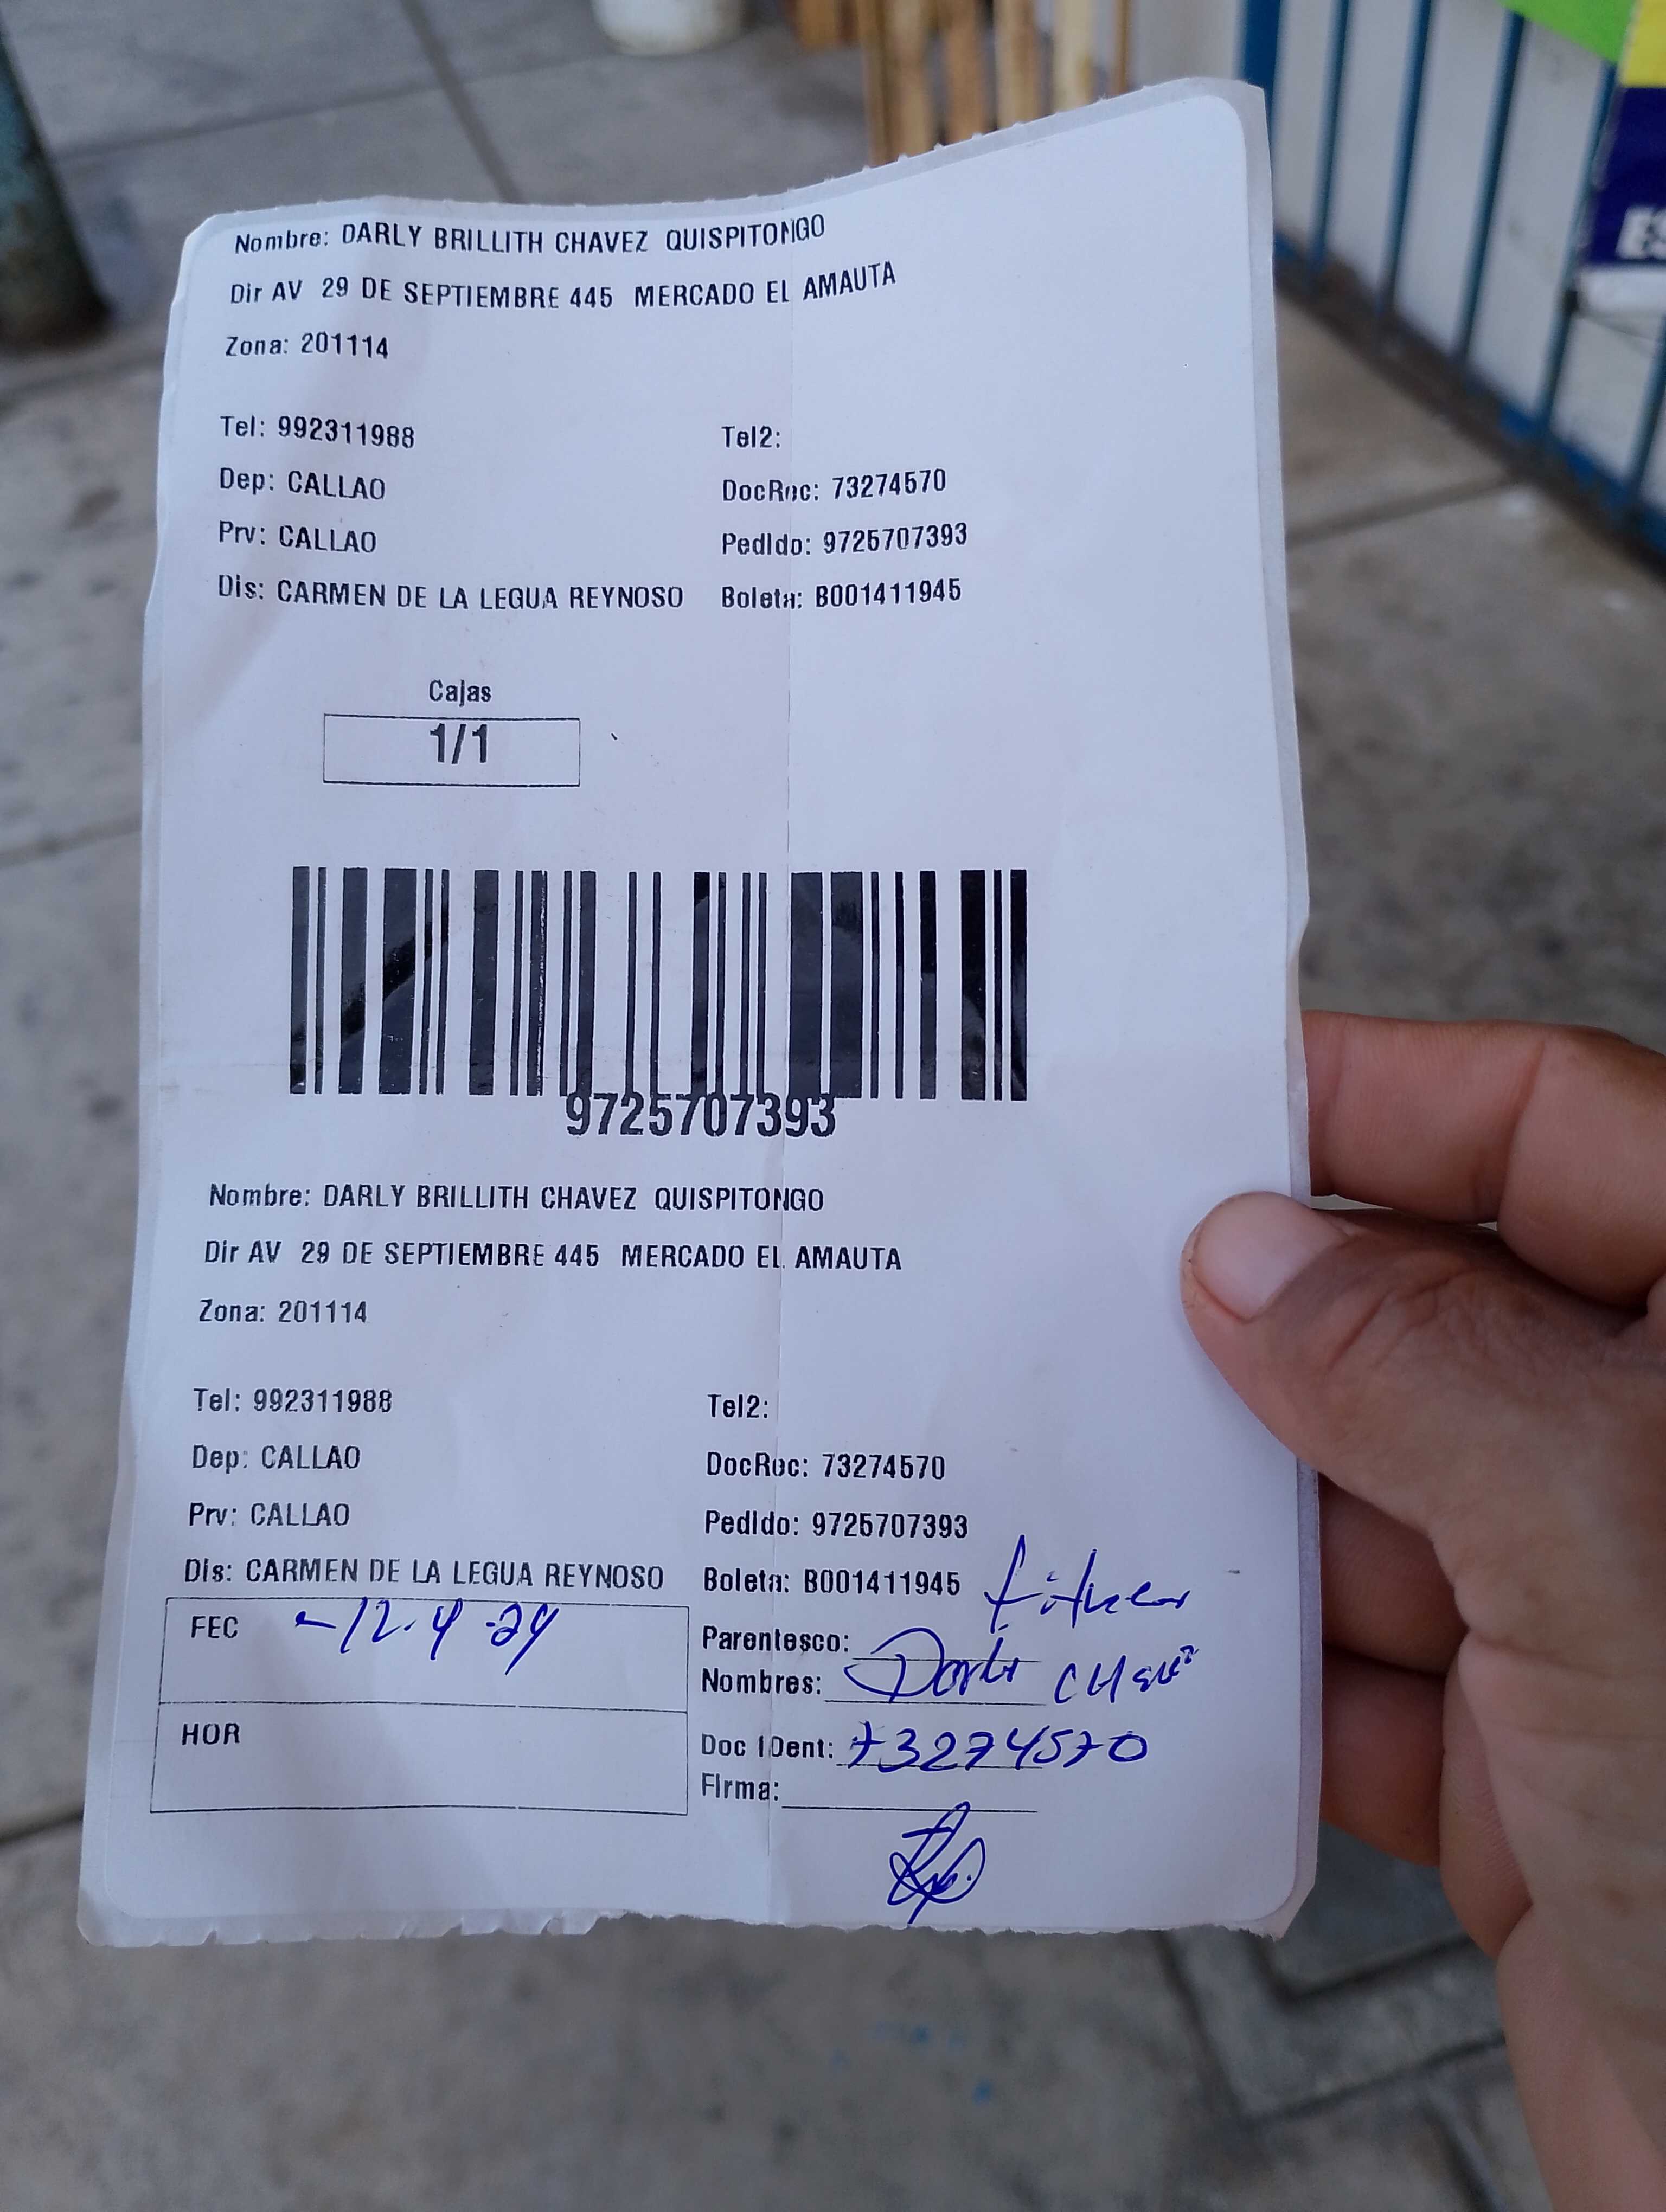 Nombre: DARLY BRILLITH CHAVEZ QUISPITONGO
Dir AV 29 DE SEPTIEMBRE 445 MERCADO EL AMAUTA
Zona: 201114
Tel: 992311988 Tel2:
Dep: CALLAO DocRec: 73274570
Prv: CALLAO Pedido: 9725707393
Dis: CARMEN DE LA LEGUA REYNOSO Boleta: B001411945
Cajas
1/1
9725707393
Nombre: DARLY BRILLITH CHAVEZ QUISPITONGO
Dir AV 29 DE SEPTIEMBRE 445 MERCADO EL AMAUTA
Zona: 201114
Tel: 992311988 Tel2:
Dep: CALLAO DocRec: 73274570
Prv: CALLAO Pedido: 9725707393
Dis: CARMEN DE LA LEGUA REYNOSO Boleta: B001411945
FEC -12.4-24 Parentesco: titular
Nombres: CHavez
HOR Doc IDent: 73274570
Firma: